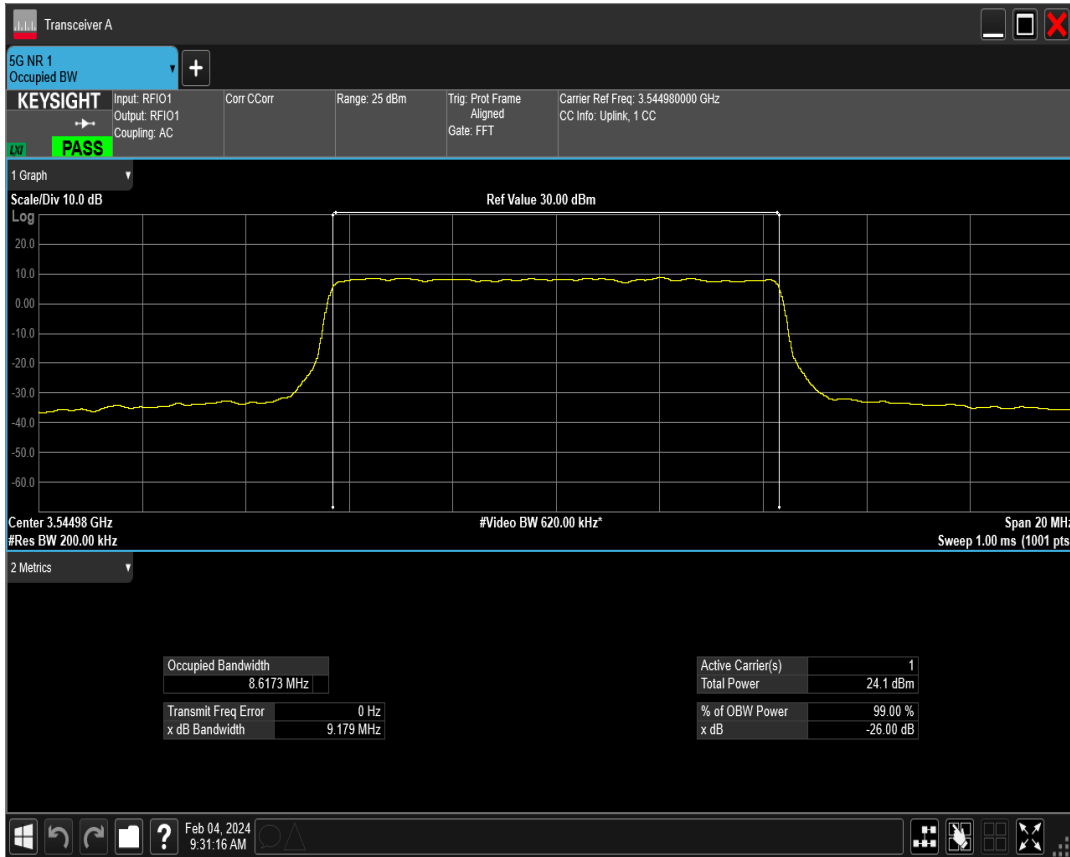 Transceiver A
5G NR 1
Occupied BW
KEYSIGHT
LXI
PASS
Input: RFIO1
Output: RFIO1
Coupling: AC
Corr CCorr
Range: 25 dBm
Trig: Prot Frame
Aligned
Gate: FFT
Carrier Ref Freq: 3.544980000 GHz
CC Info: Uplink, 1 CC
1 Graph
Scale/Div 10.0 dB
Ref Value 30.00 dBm
Log
20.0
10.0
0.00
-10.0
-20.0
-30.0
-40.0
-50.0
-60.0
Center 3.54498 GHz
#Video BW 620.00 kHz*
Span 20 MHz
#Res BW 200.00 kHz
Sweep 1.00 ms (1001 pts
2 Metrics
Occupied Bandwidth
8.6173 MHz
Transmit Freq Error 0 Hz
x dB Bandwidth 9.179 MHz
Active Carrier(s) 1
Total Power 24.1 dBm
% of OBW Power 99.00 %
x dB -26.00 dB
?
Feb 04, 2024
9:31:16 AM